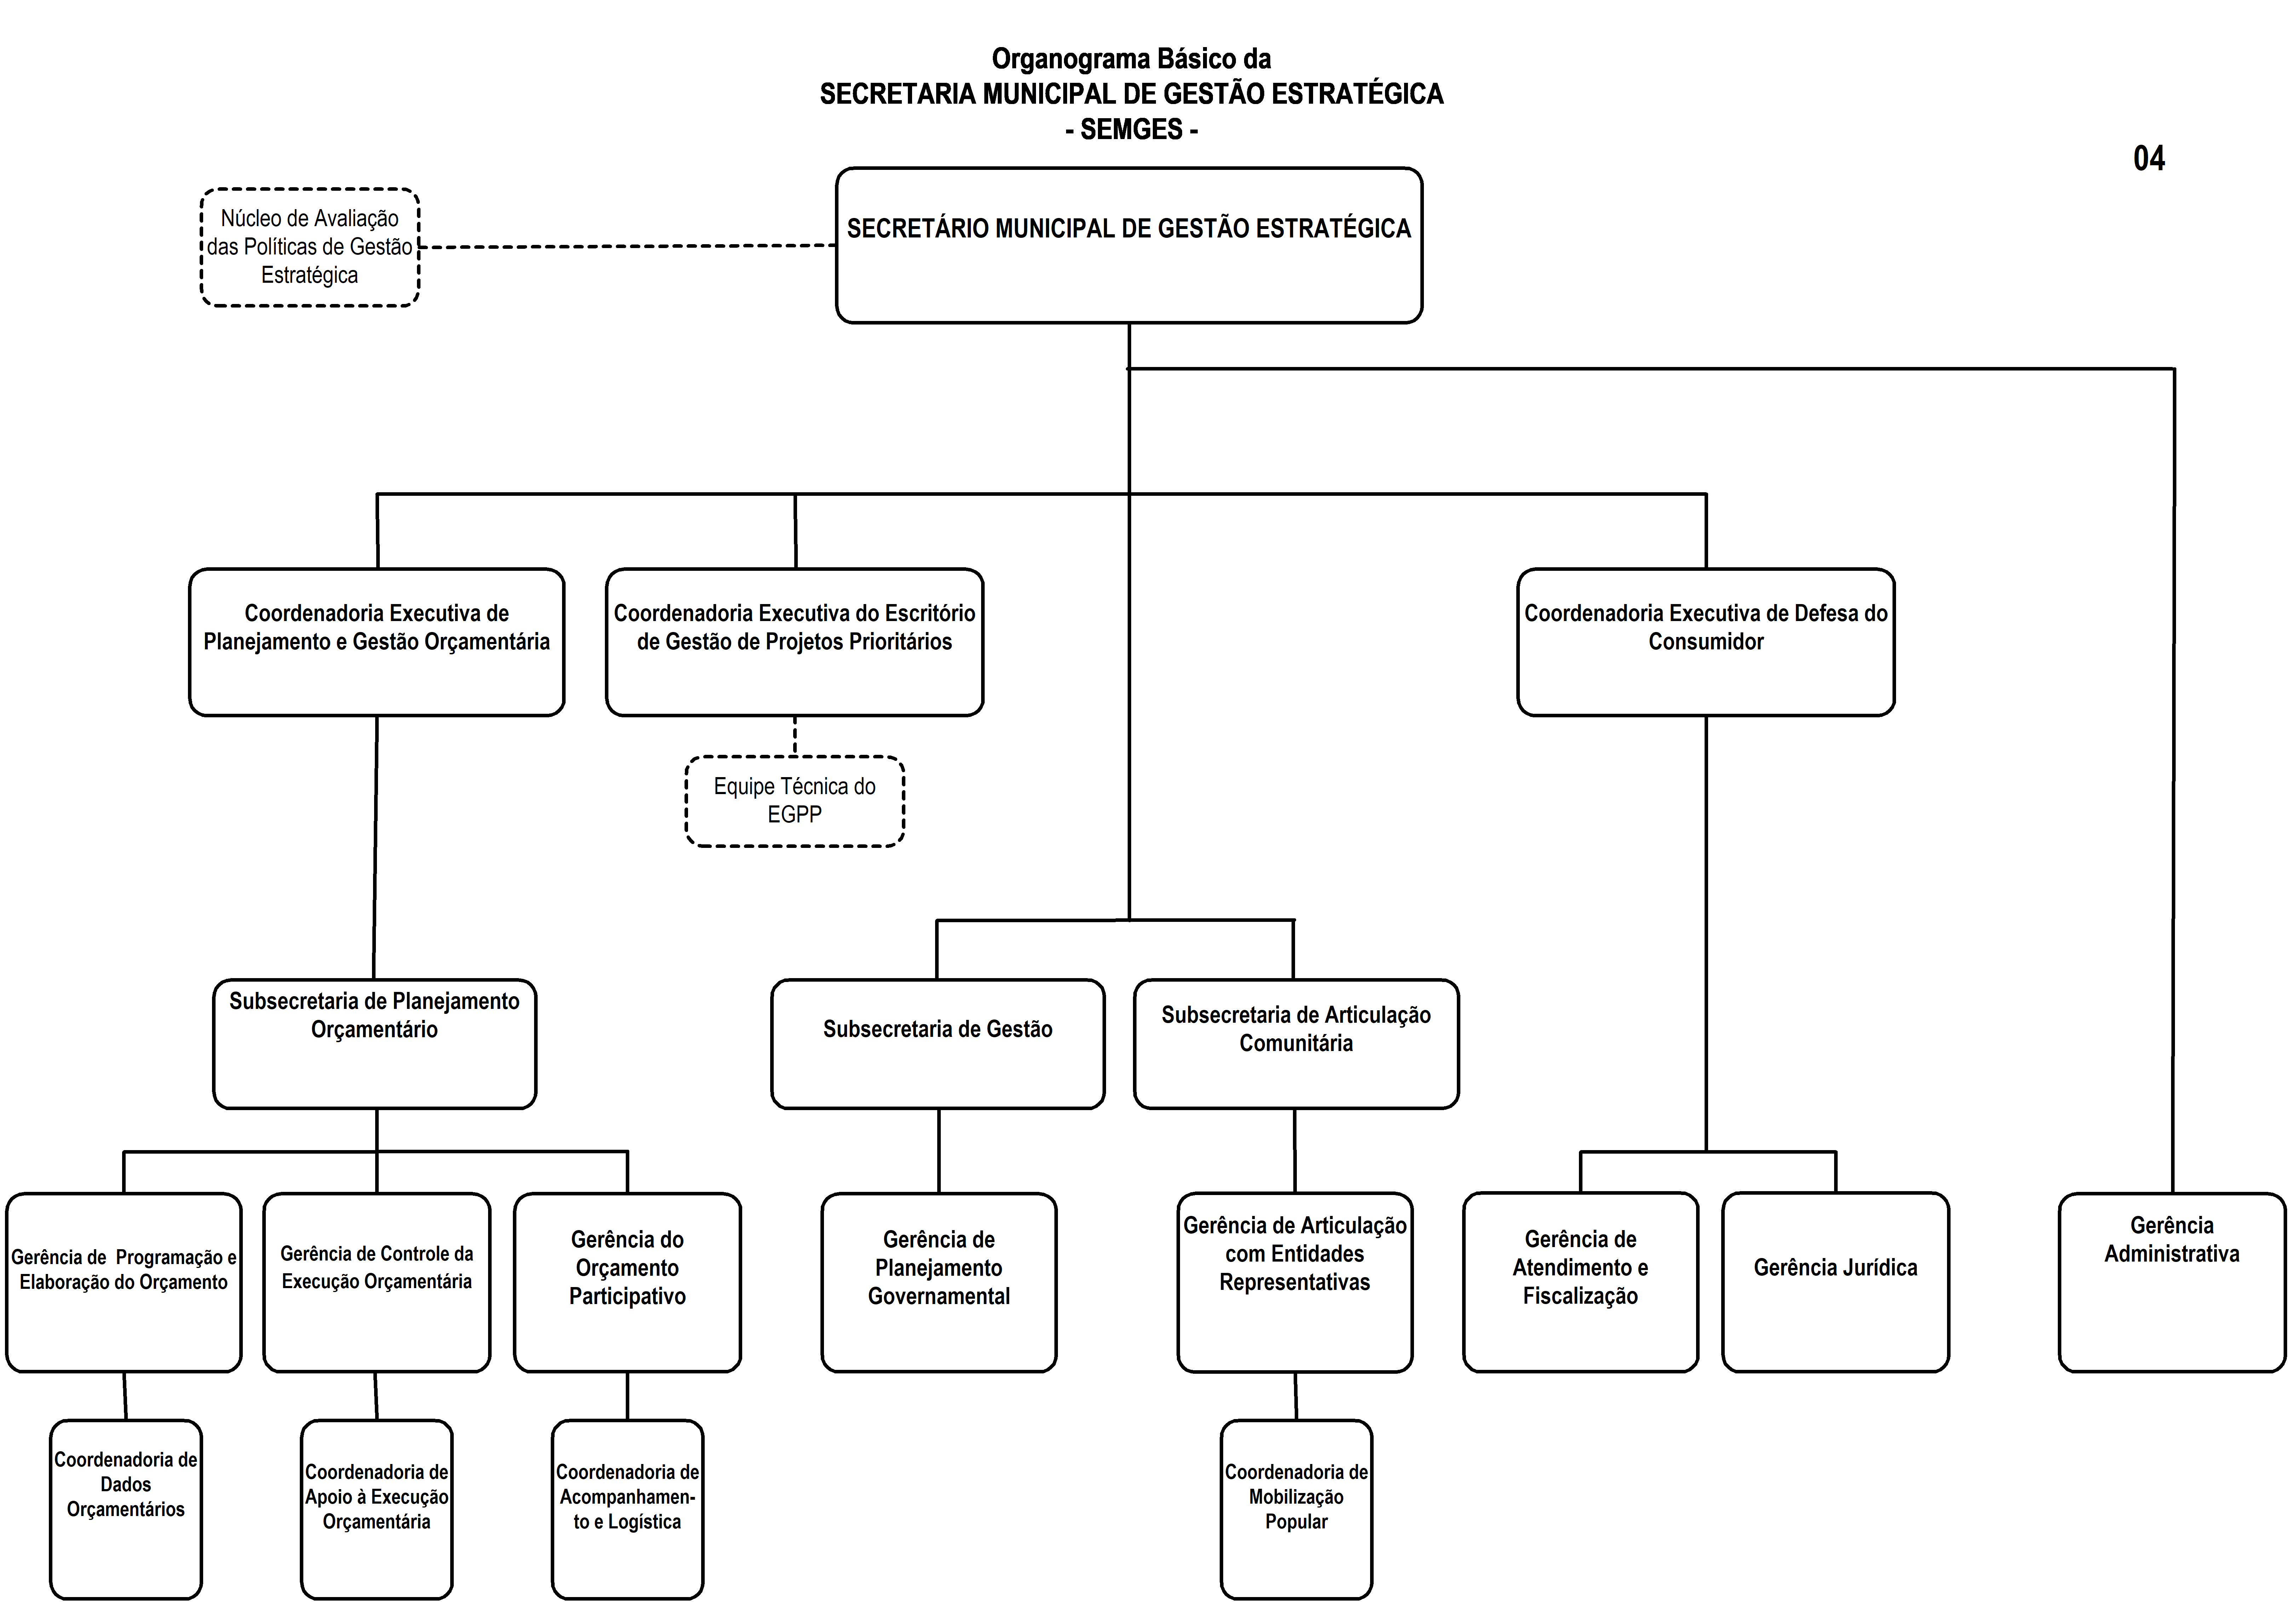 Organograma Básico da
SECRETARIA MUNICIPAL DE GESTÃO ESTRATÉGICA
- SEMGES -
04
Núcleo de Avaliação
das Políticas de Gestão
Estratégica
SECRETÁRIO MUNICIPAL DE GESTÃO ESTRATÉGICA
Coordenadoria Executiva de
Planejamento e Gestão Orçamentária
Coordenadoria Executiva do Escritório
de Gestão de Projetos Prioritários
Coordenadoria Executiva de Defesa do
Consumidor
Equipe Técnica do
EGPP
Subsecretaria de Planejamento
Orçamentário
Subsecretaria de Gestão
Subsecretaria de Articulação
Comunitária
Gerência de  Programação e
Elaboração do Orçamento
Gerência de Controle da
Execução Orçamentária
Gerência do
Orçamento
Participativo
Gerência de
Planejamento
Governamental
Gerência de Articulação
com Entidades
Representativas
Gerência de
Atendimento e
Fiscalização
Gerência Jurídica
Gerência
Administrativa
Coordenadoria de
Dados
Orçamentários
Coordenadoria de
Apoio à Execução
Orçamentária
Coordenadoria de
Acompanhamen-
to e Logística
Coordenadoria de
Mobilização
Popular